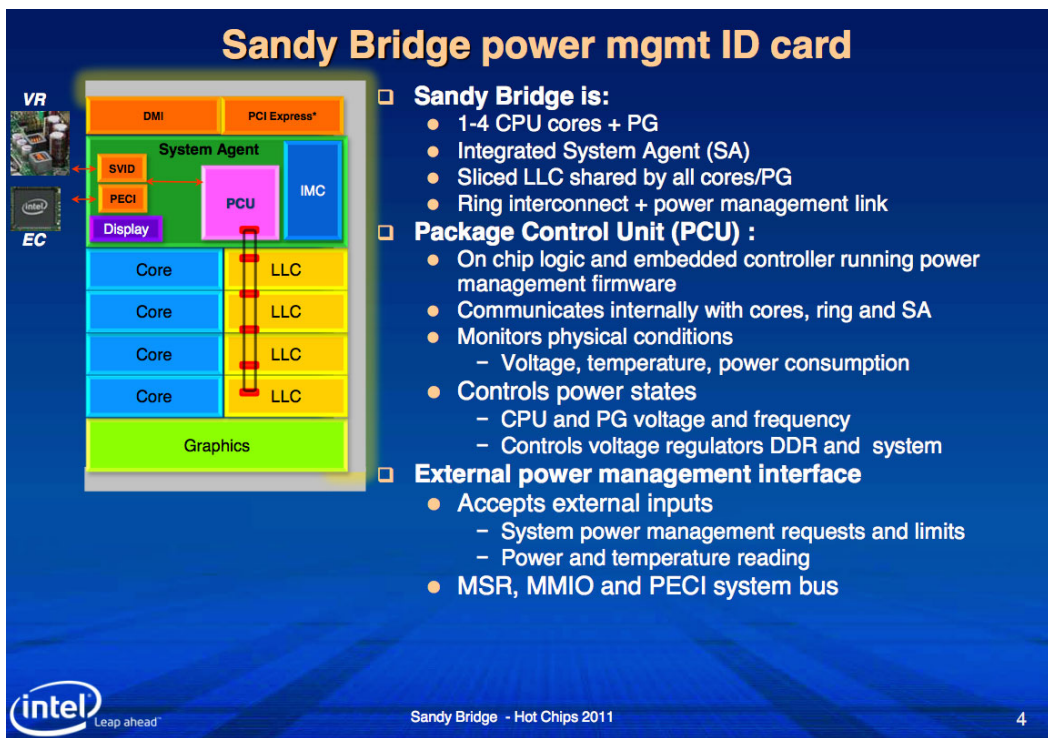 Sandy Bridge power mgmt ID card
VR
EC
(intel)
DMI
PCI Express*
System Agent
SVID
PECI
PCU
IMC
Display
Core
LLC
Core
LLC
Core
LLC
Core
LLC
Graphics
Sandy Bridge is:
1-4 CPU cores + PG
Integrated System Agent (SA)
Sliced LLC shared by all cores/PG
Ring interconnect + power management link
Package Control Unit (PCU) :
On chip logic and embedded controller running power
management firmware
Communicates internally with cores, ring and SA
Monitors physical conditions
– Voltage, temperature, power consumption
Controls power states
– CPU and PG voltage and frequency
– Controls voltage regulators DDR and system
External power management interface
Accepts external inputs
– System power management requests and limits
– Power and temperature reading
MSR, MMIO and PECI system bus
(intel) Leap ahead™
Sandy Bridge - Hot Chips 2011
4